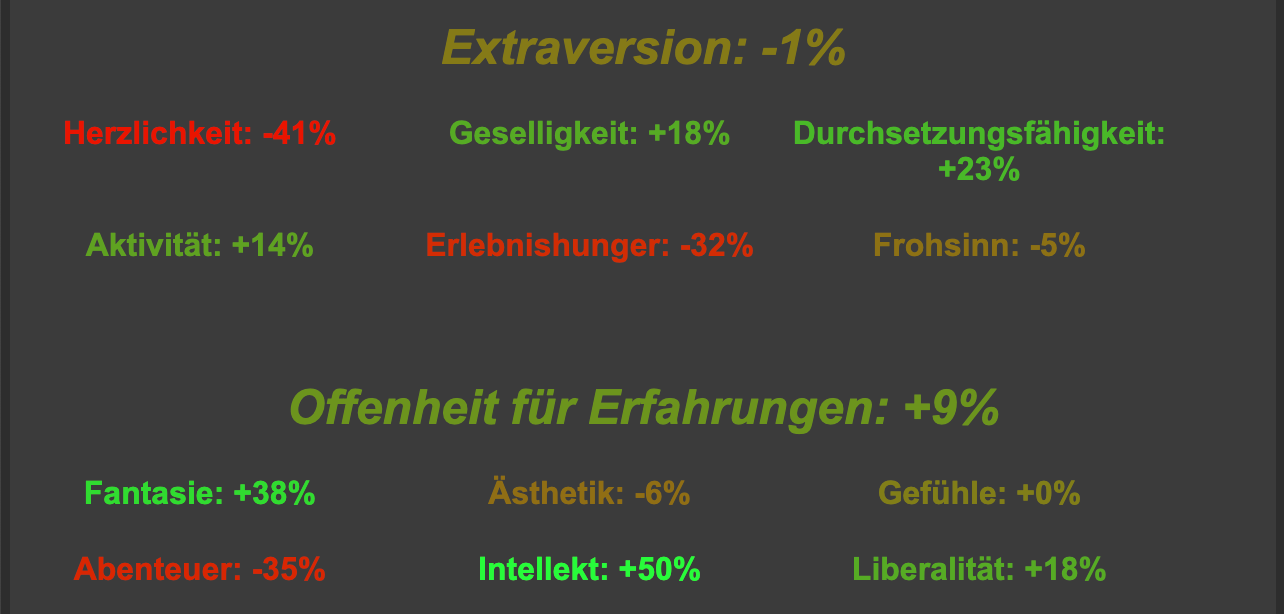 Extraversion: -1%
Herzlichkeit: -41%
Geselligkeit: +18%
Durchsetzungsfähigkeit:
+23%
Aktivität: +14%
Erlebnishunger: -32%
Frohsinn: -5%
Offenheit für Erfahrungen: +9%
Fantasie: +38%
Ästhetik: -6%
Gefühle: +0%
Abenteuer: -35%
Intellekt: +50%
Liberalität: +18%